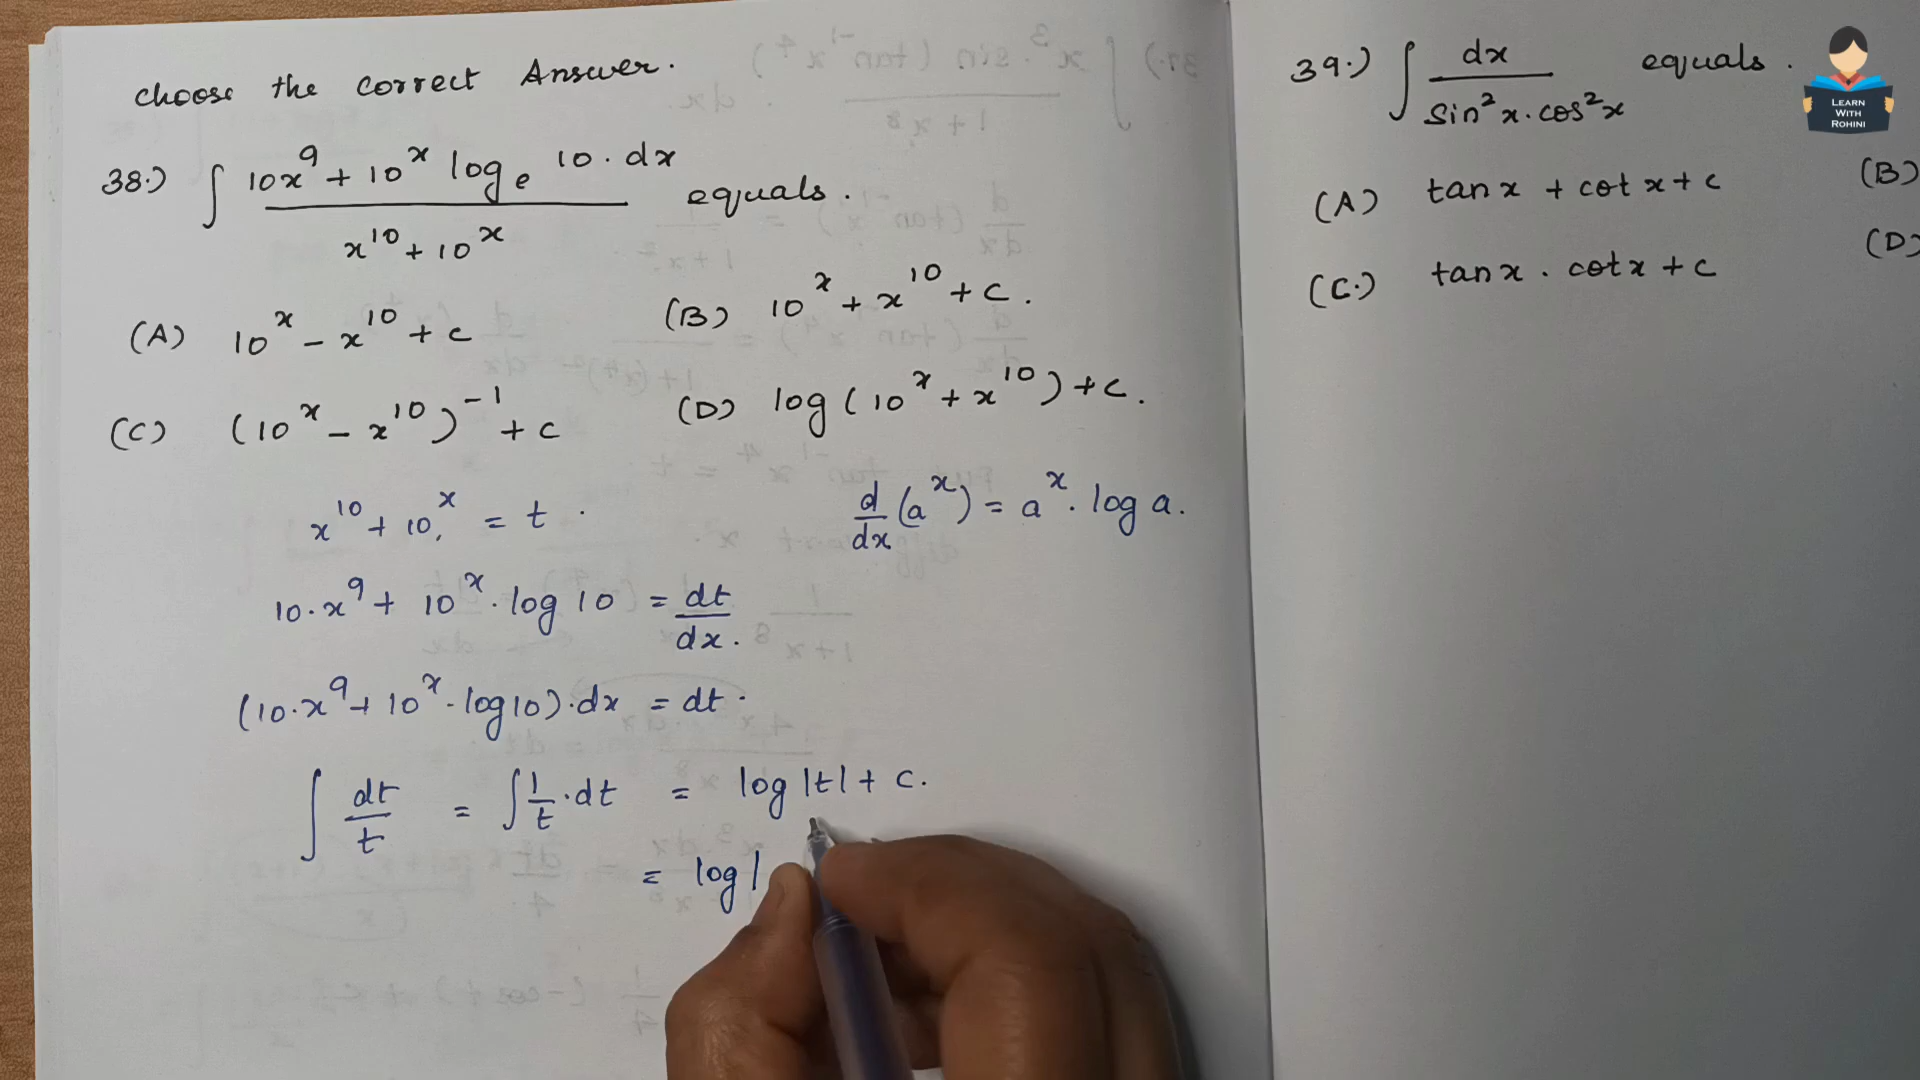 choose the correct Answer.
38.) ∫ 10x⁹ + 10ˣ logₑ 10 . dx / x¹⁰ + 10ˣ equals .
(A) 10ˣ - x¹⁰ + c
(B) 10ˣ + x¹⁰ + c .
(C) (10ˣ - x¹⁰)⁻¹ + c
(D) log (10ˣ + x¹⁰) + c .
x¹⁰ + 10ˣ = t .
d/dx (aˣ) = aˣ . log a .
10 . x⁹ + 10ˣ . log 10 = dt/dx .
(10 . x⁹ + 10ˣ . log 10) . dx = dt .
∫ dt/t = ∫ 1/t . dt = log |t| + c .
= log |
39.) ∫ dx / sin²x . cos²x equals .
(A) tan x + cot x + c
(B)
(C.) tan x . cot x + c
(D)
LEARN
WITH
ROHINI